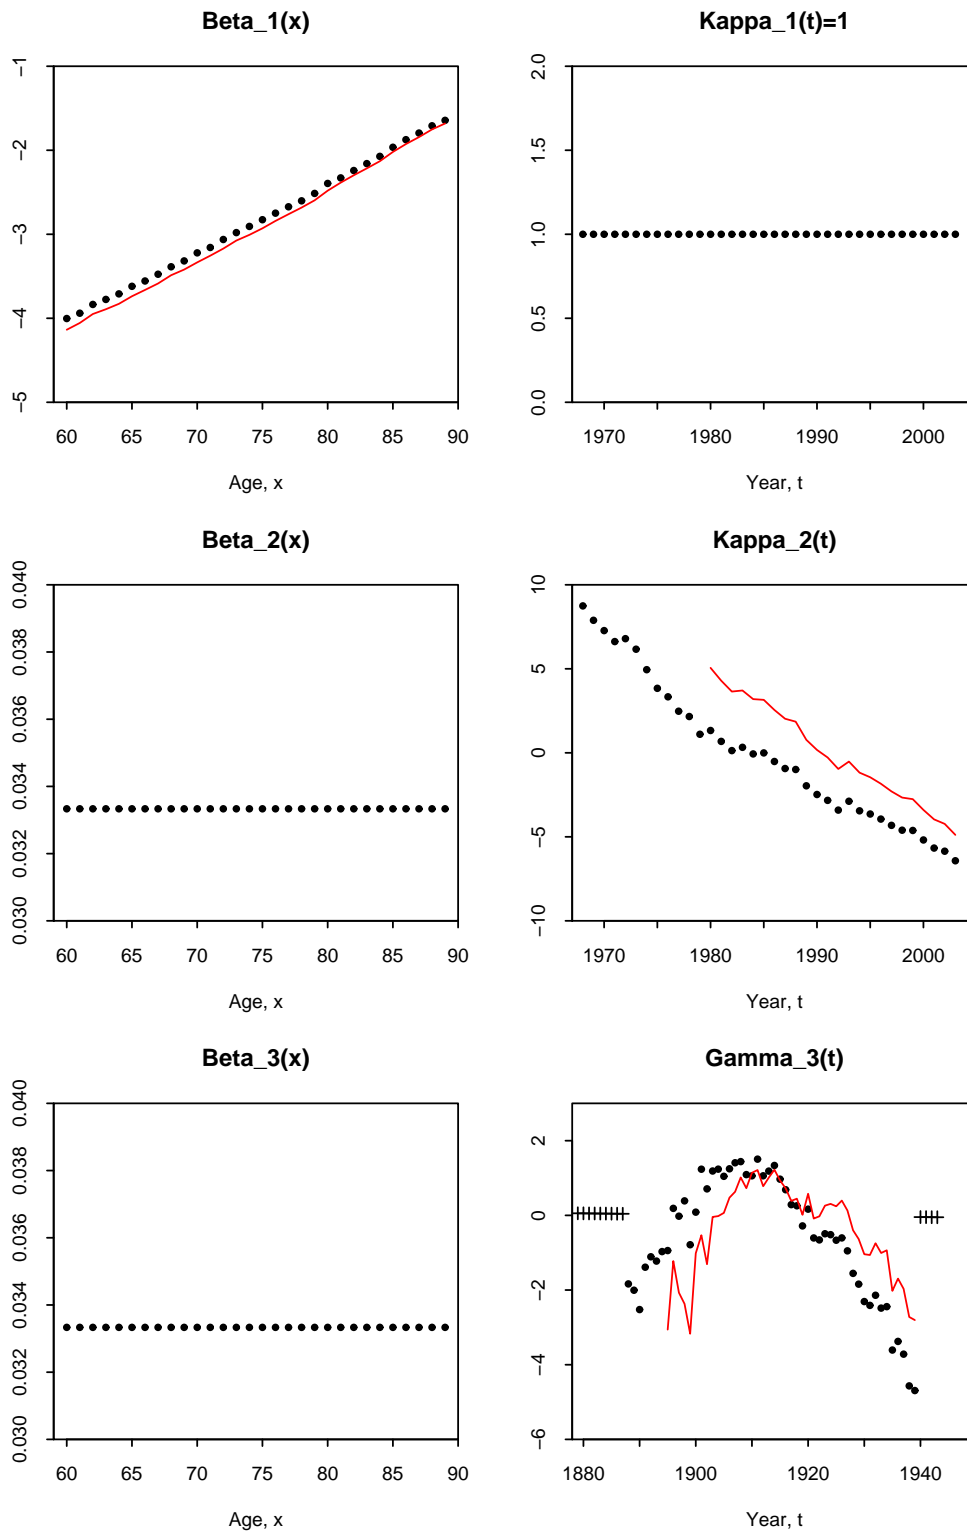 Beta_1(x)
−1
−2
−3
−4
−5
60 65 70 75 80 85 90
Age, x
Kappa_1(t)=1
2.0
1.5
1.0
0.5
0.0
1970 1980 1990 2000
Year, t
Beta_2(x)
0.040
0.038
0.036
0.034
0.032
0.030
60 65 70 75 80 85 90
Age, x
Kappa_2(t)
10
5
0
−5
−10
1970 1980 1990 2000
Year, t
Beta_3(x)
0.040
0.038
0.036
0.034
0.032
0.030
60 65 70 75 80 85 90
Age, x
Gamma_3(t)
2
0
−2
−4
−6
1880 1900 1920 1940
Year, t